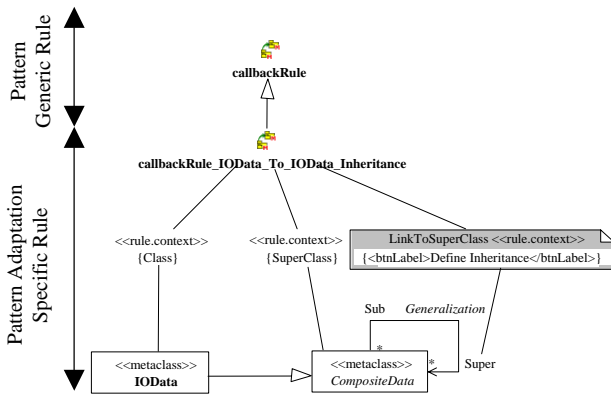 Pattern
Generic Rule
callbackRule
Pattern Adaptation
Specific Rule
callbackRule_IOData_To_IOData_Inheritance
<<rule.context>>
{Class}
<<rule.context>>
{SuperClass}
LinkToSuperClass <<rule.context>>
{<btnLabel>Define Inheritance</btnLabel>}
Sub Generalization
* *
Super
<<metaclass>>
IOData
<<metaclass>>
CompositeData